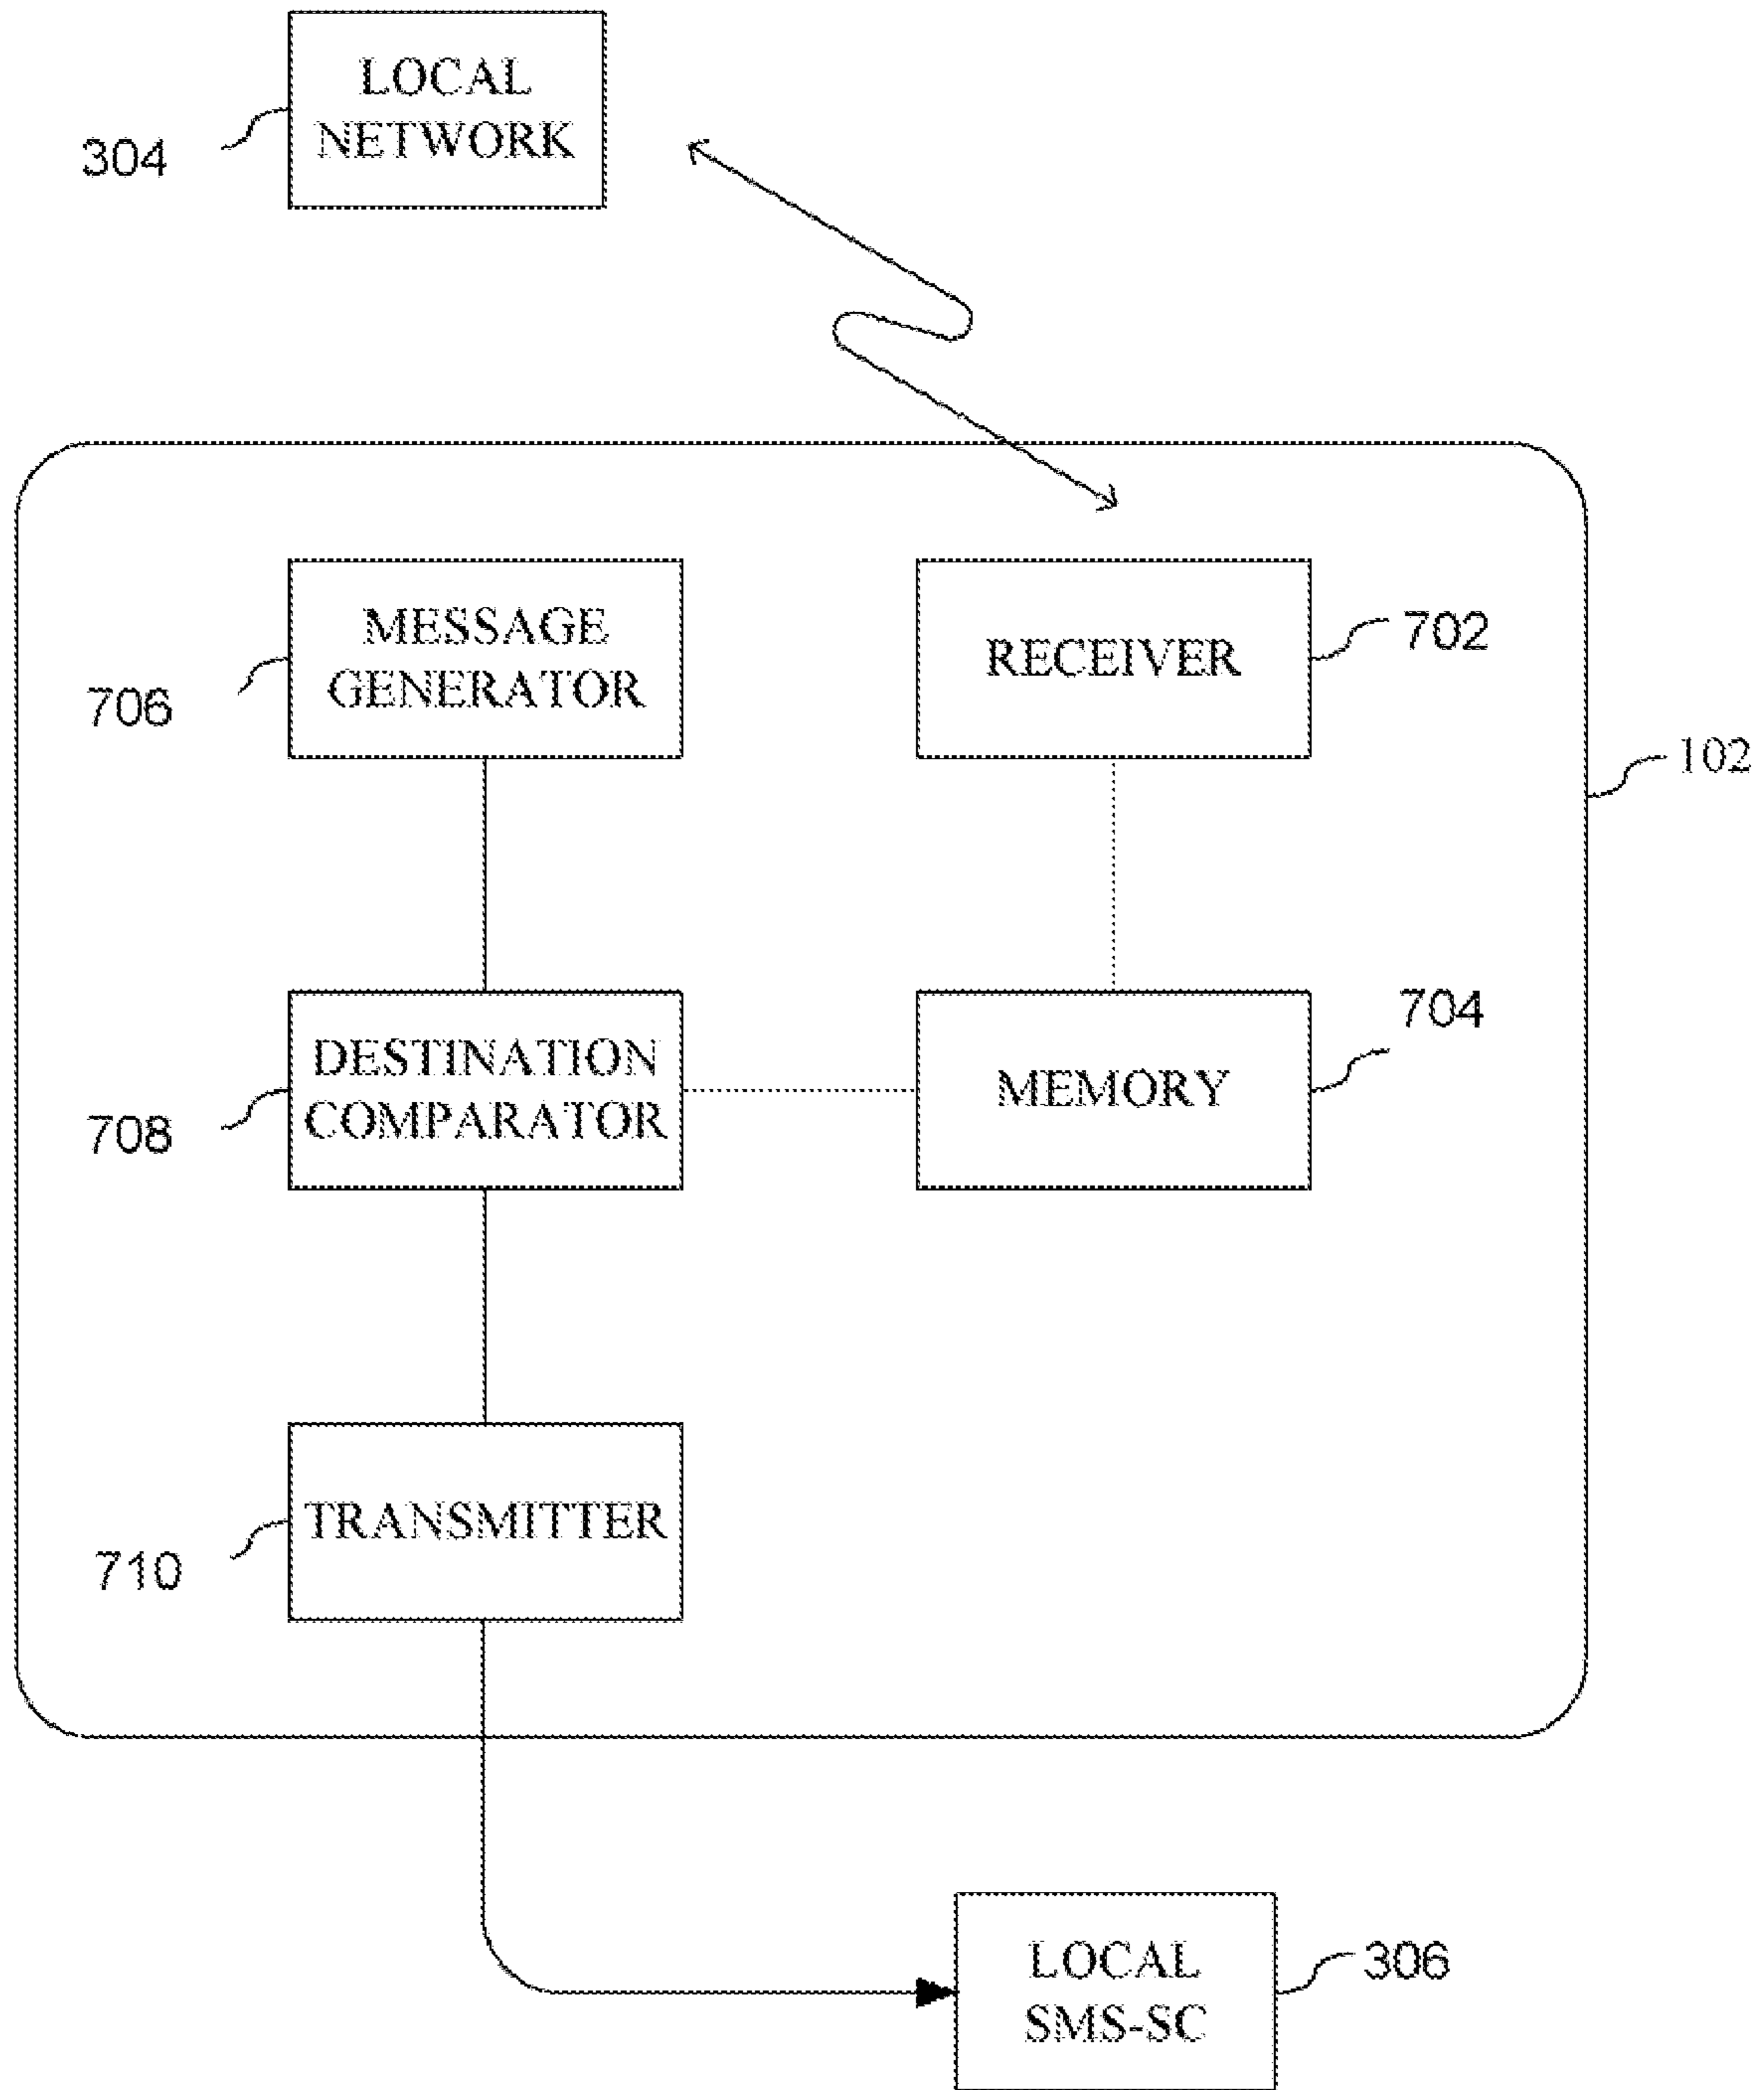 LOCAL
NETWORK
304
MESSAGE
GENERATOR
706
RECEIVER
702
102
DESTINATION
COMPARATOR
708
MEMORY
704
TRANSMITTER
710
LOCAL
SMS-SC
306